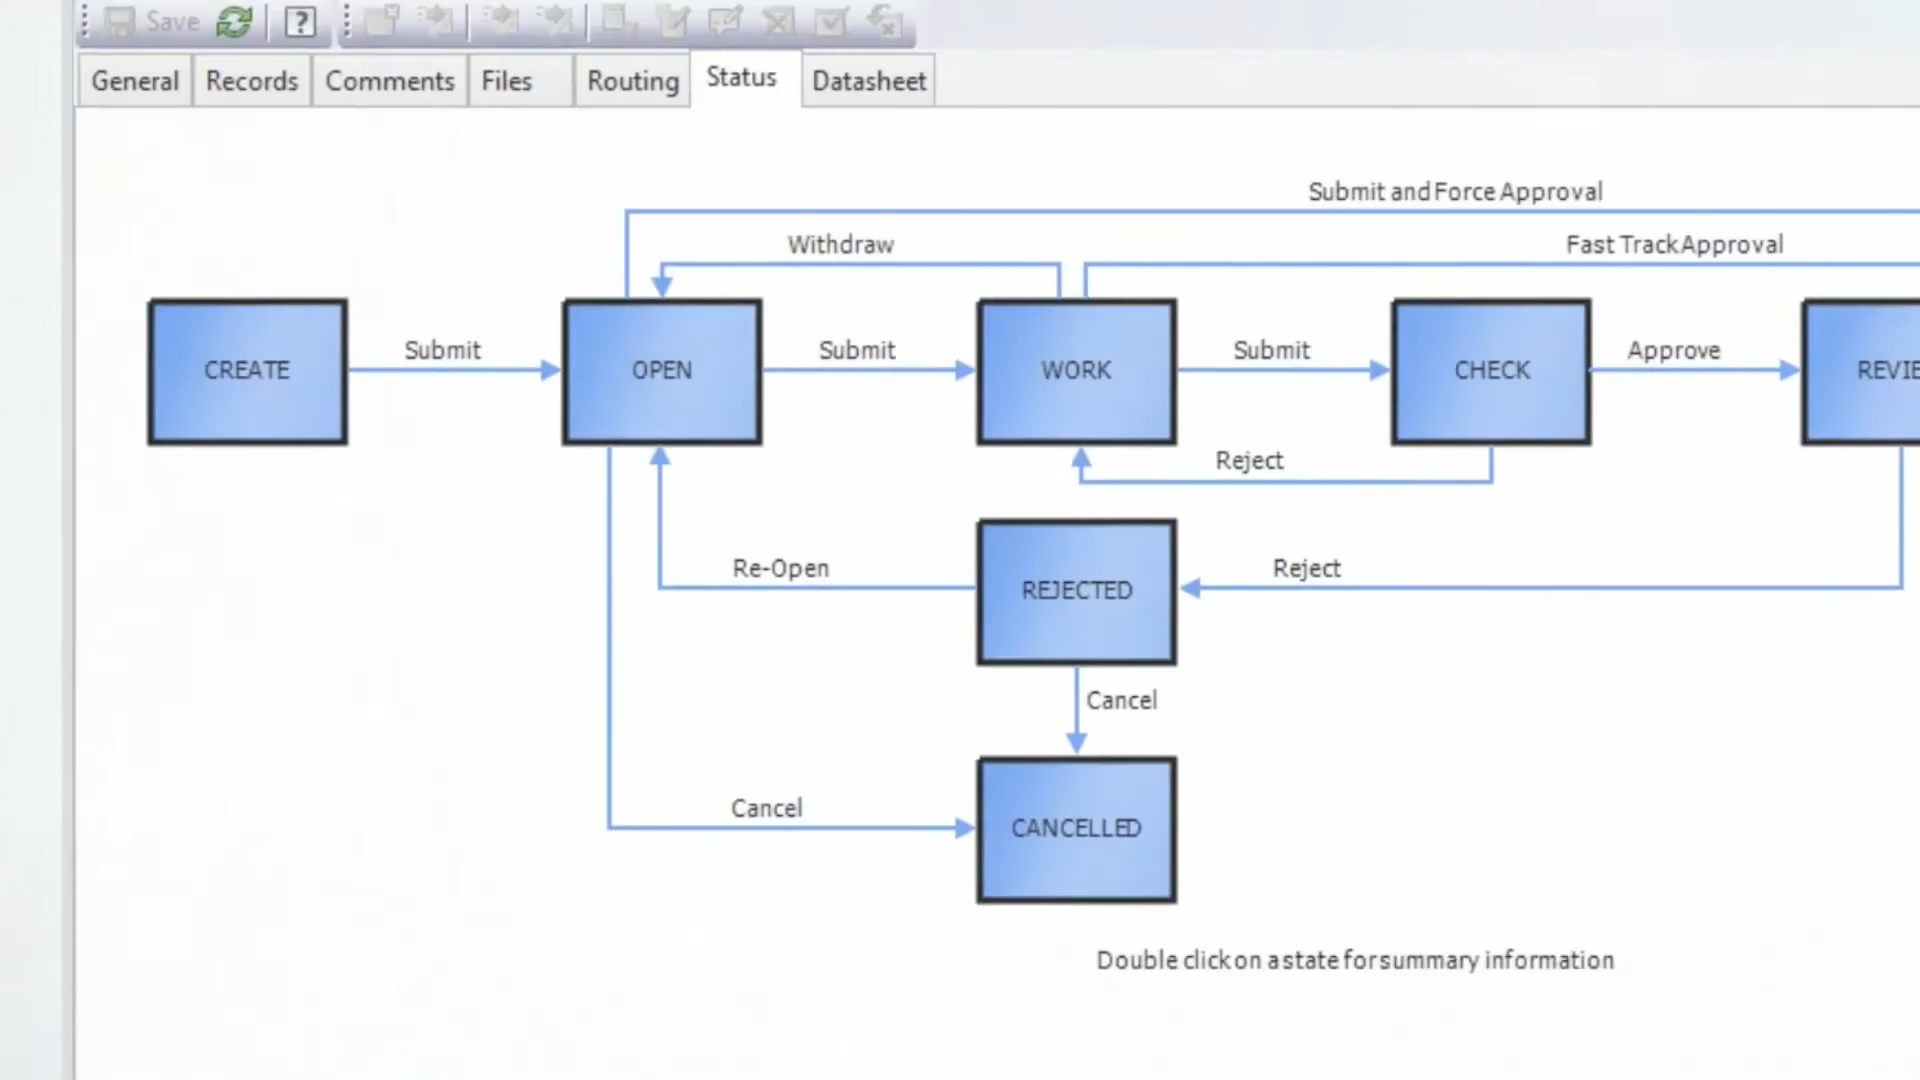 Save
General Records Comments Files Routing Status Datasheet
Submit and Force Approval
Withdraw
Fast Track Approval
CREATE
Submit
OPEN
Submit
WORK
Submit
CHECK
Approve
REVIE
Reject
Re-Open
REJECTED
Reject
Cancel
Cancel
CANCELLED
Double click on a state for summary information